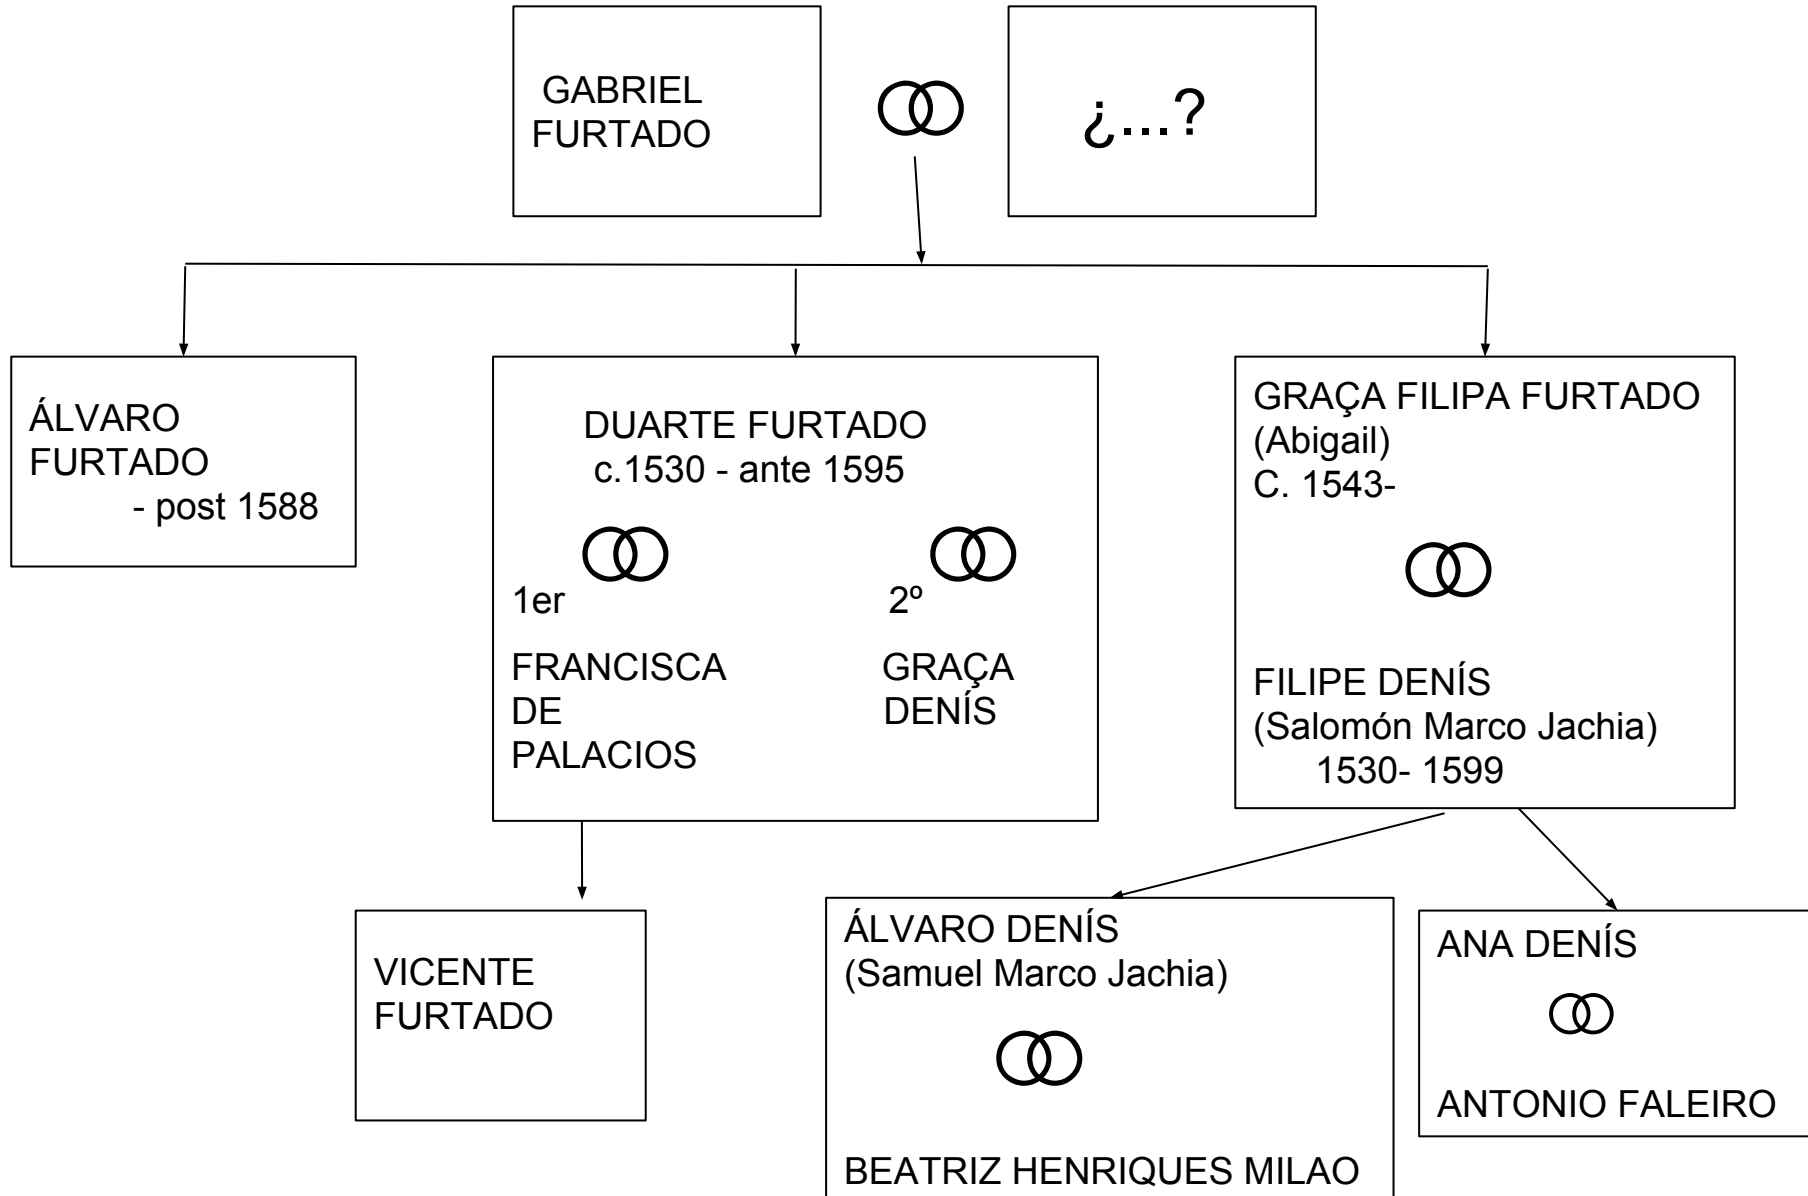 GABRIEL
FURTADO
¿...?
ÁLVARO
FURTADO
- post 1588
DUARTE FURTADO
c.1530 - ante 1595
1er
FRANCISCA
DE
PALACIOS
2º
GRAÇA
DENÍS
GRAÇA FILIPA FURTADO
(Abigail)
C. 1543-
FILIPE DENÍS
(Salomón Marco Jachia)
1530- 1599
VICENTE
FURTADO
ÁLVARO DENÍS
(Samuel Marco Jachia)
BEATRIZ HENRIQUES MILAO
ANA DENÍS
ANTONIO FALEIRO